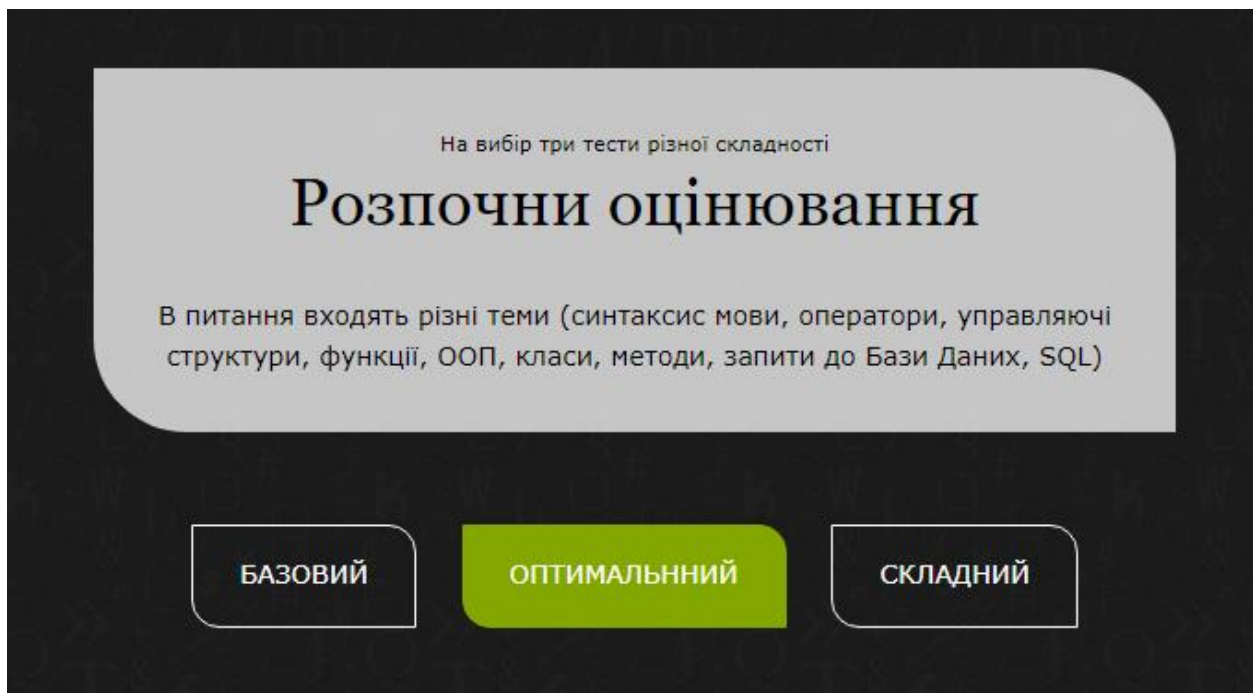 На вибір три тести різної складності
Розпочни оцінювання
В питання входять різні теми (синтаксис мови, оператори, управляючі
структури, функції, ООП, класи, методи, запити до Бази Даних, SQL)
БАЗОВИЙ
ОПТИМАЛЬННИЙ
СКЛАДНИЙ